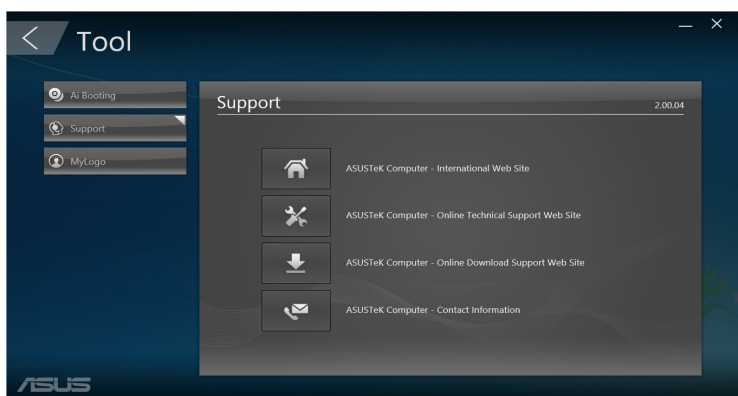 Tool
Ai Booting
Support
MyLogo
Support
2.00.04
ASUSTeK Computer - International Web Site
ASUSTeK Computer - Online Technical Support Web Site
ASUSTeK Computer - Online Download Support Web Site
ASUSTeK Computer - Contact Information
ASUS